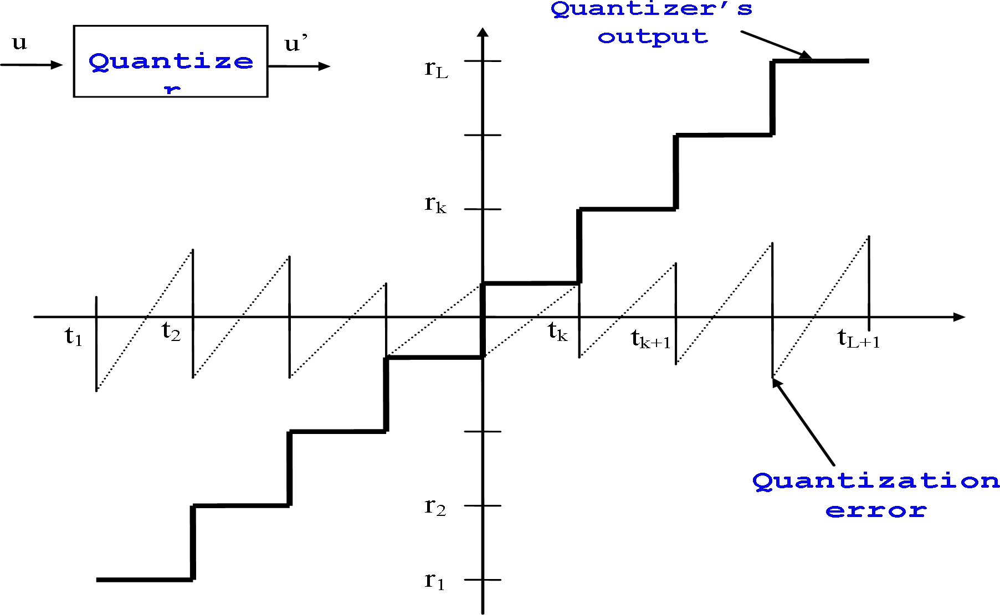 Quantizer’s
output
u
u’
Quantize
r
rL
rk
t1
t2
tk
tk+1
tL+1
Quantization
error
r2
r1